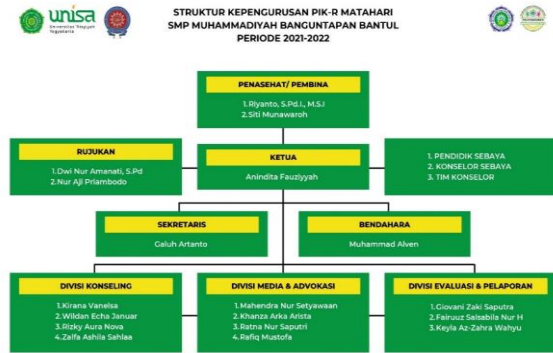 unisa
Universitas 'Aisyiyah
Yogyakarta
STRUKTUR KEPENGURUSAN PIK-R MATAHARI
SMP MUHAMMADIYAH BANGUNTAPAN BANTUL
PERIODE 2021-2022
PENASEHAT/ PEMBINA
1.Riyanto, S.Pd.I., M.S.I
2.Siti Munawaroh
RUJUKAN
1.Dwi Nur Amanati, S.Pd
2.Nur Aji Priambodo
KETUA
Anindita Fauziyyah
1. PENDIDIK SEBAYA
2. KONSELOR SEBAYA
3. TIM KONSELOR
SEKRETARIS
Galuh Artanto
BENDAHARA
Muhammad Alven
DIVISI KONSELING
1.Kirana Vanelsa
2.Wildan Echa Januar
3.Rizky Aura Nova
4.Zalfa Ashila Sahlaa
DIVISI MEDIA & ADVOKASI
1.Mahendra Nur Setyawaan
2.Khanza Arka Arista
3.Ratna Nur Saputri
4.Rafiq Mustofa
DIVISI EVALUASI & PELAPORAN
1.Giovani Zaki Saputra
2.Fairuuz Salsabila Nur H
3.Keyla Az-Zahra Wahyu